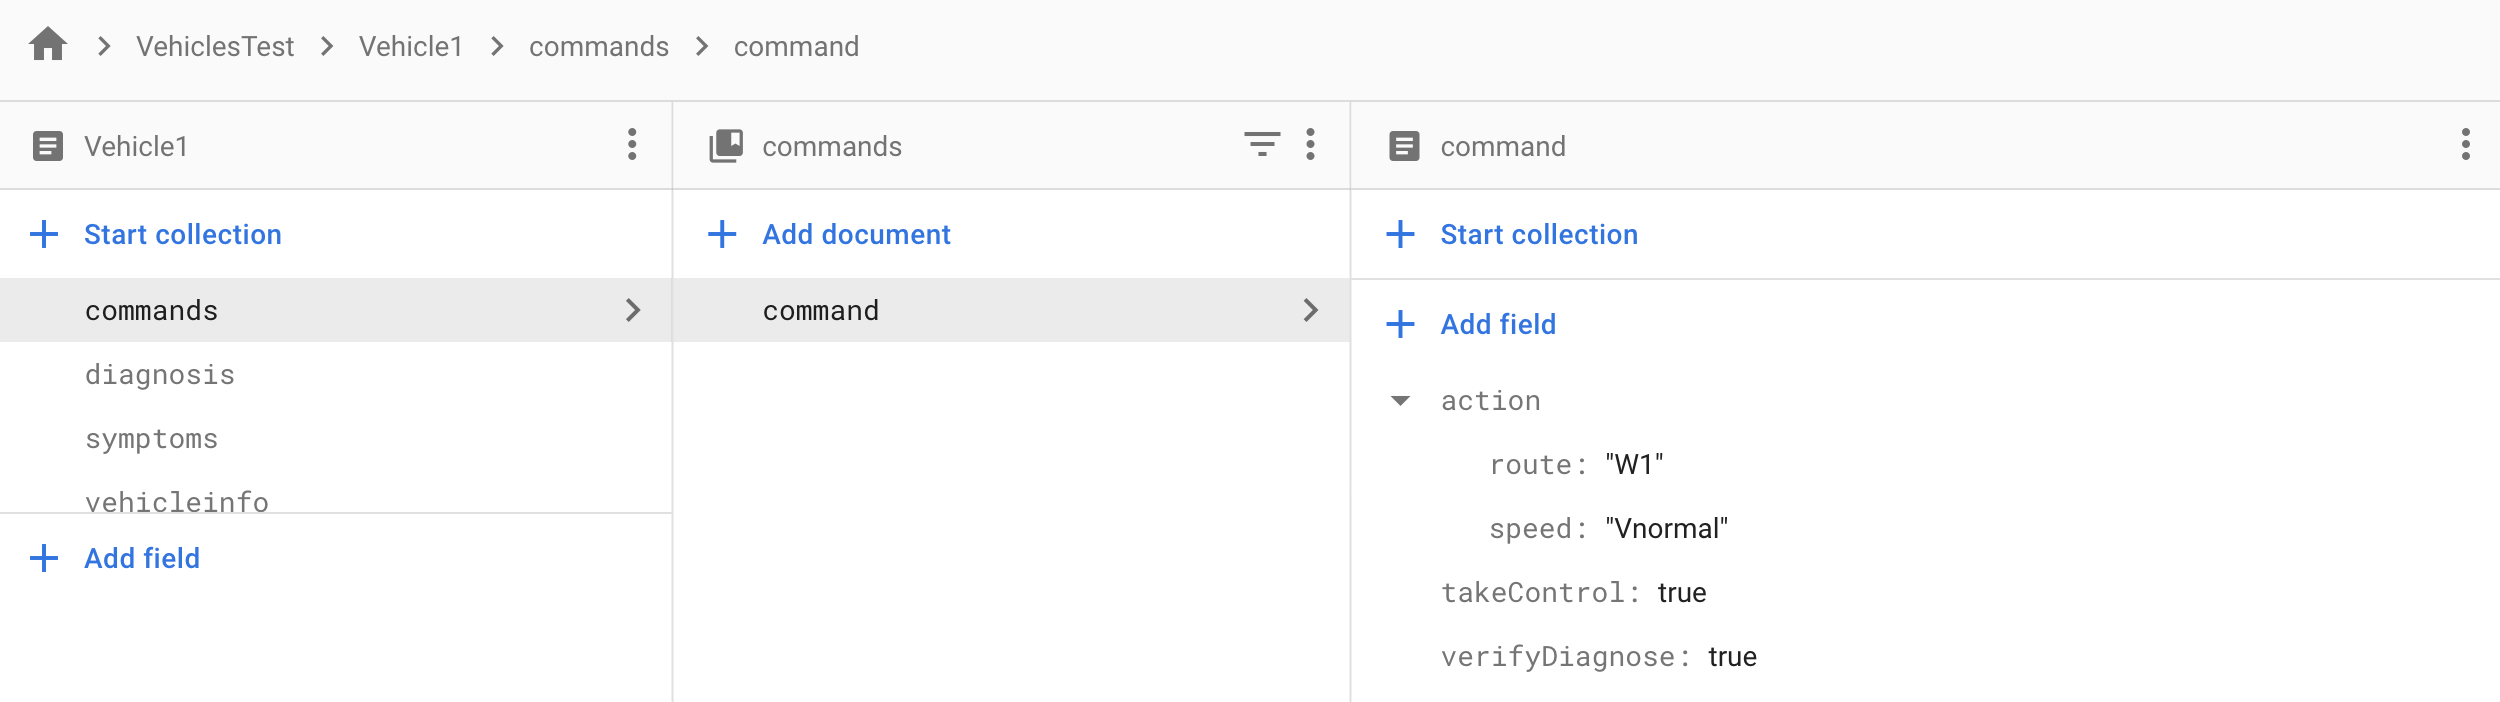 VehiclesTest > Vehicle1 > commands > command
Vehicle1
Start collection
commands
diagnosis
symptoms
vehicleinfo
Add field
commands
Add document
command
command
Start collection
Add field
action
route: "W1"
speed: "Vnormal"
takeControl: true
verifyDiagnose: true